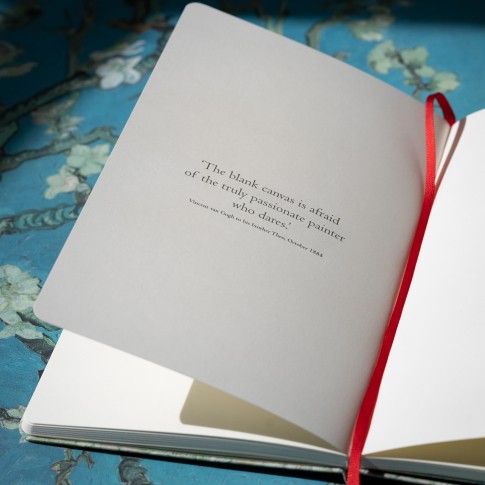 ‘The blank canvas is afraid
of the truly passionate painter
who dares.’
Vincent van Gogh to his brother Theo, October 1884